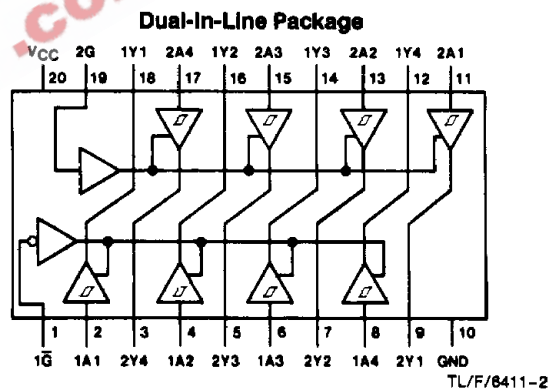 .CO
Dual-In-Line Package
VCC 2G 1Y1 2A4 1Y2 2A3 1Y3 2A2 1Y4 2A1
20 19 18 17 16 15 14 13 12 11
1 2 3 4 5 6 7 8 9 10
1G̅ 1A1 2Y4 1A2 2Y3 1A3 2Y2 1A4 2Y1 GND
TL/F/6411-2